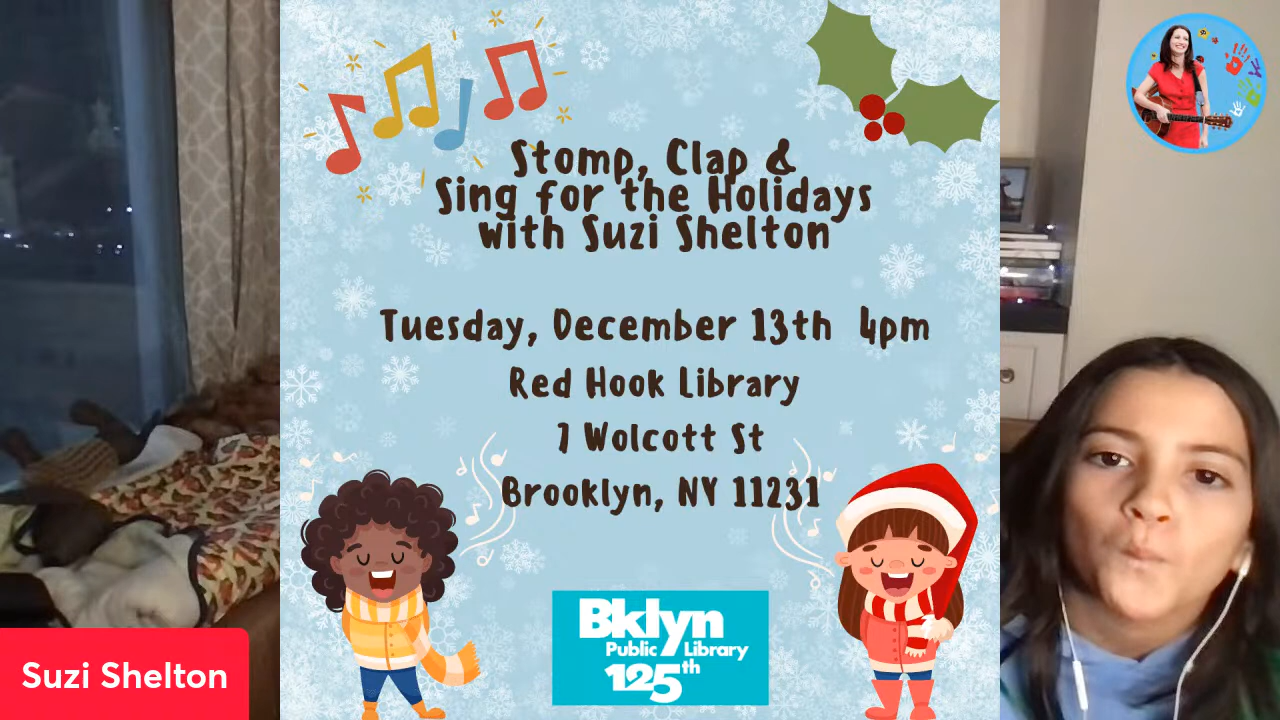 Stomp, Clap &
Sing for the Holidays
with Suzi Shelton
Tuesday, December 13th 4pm
Red Hook Library
7 Wolcott St
Brooklyn, NY 11231
Bklyn
Public Library
125th
Suzi Shelton